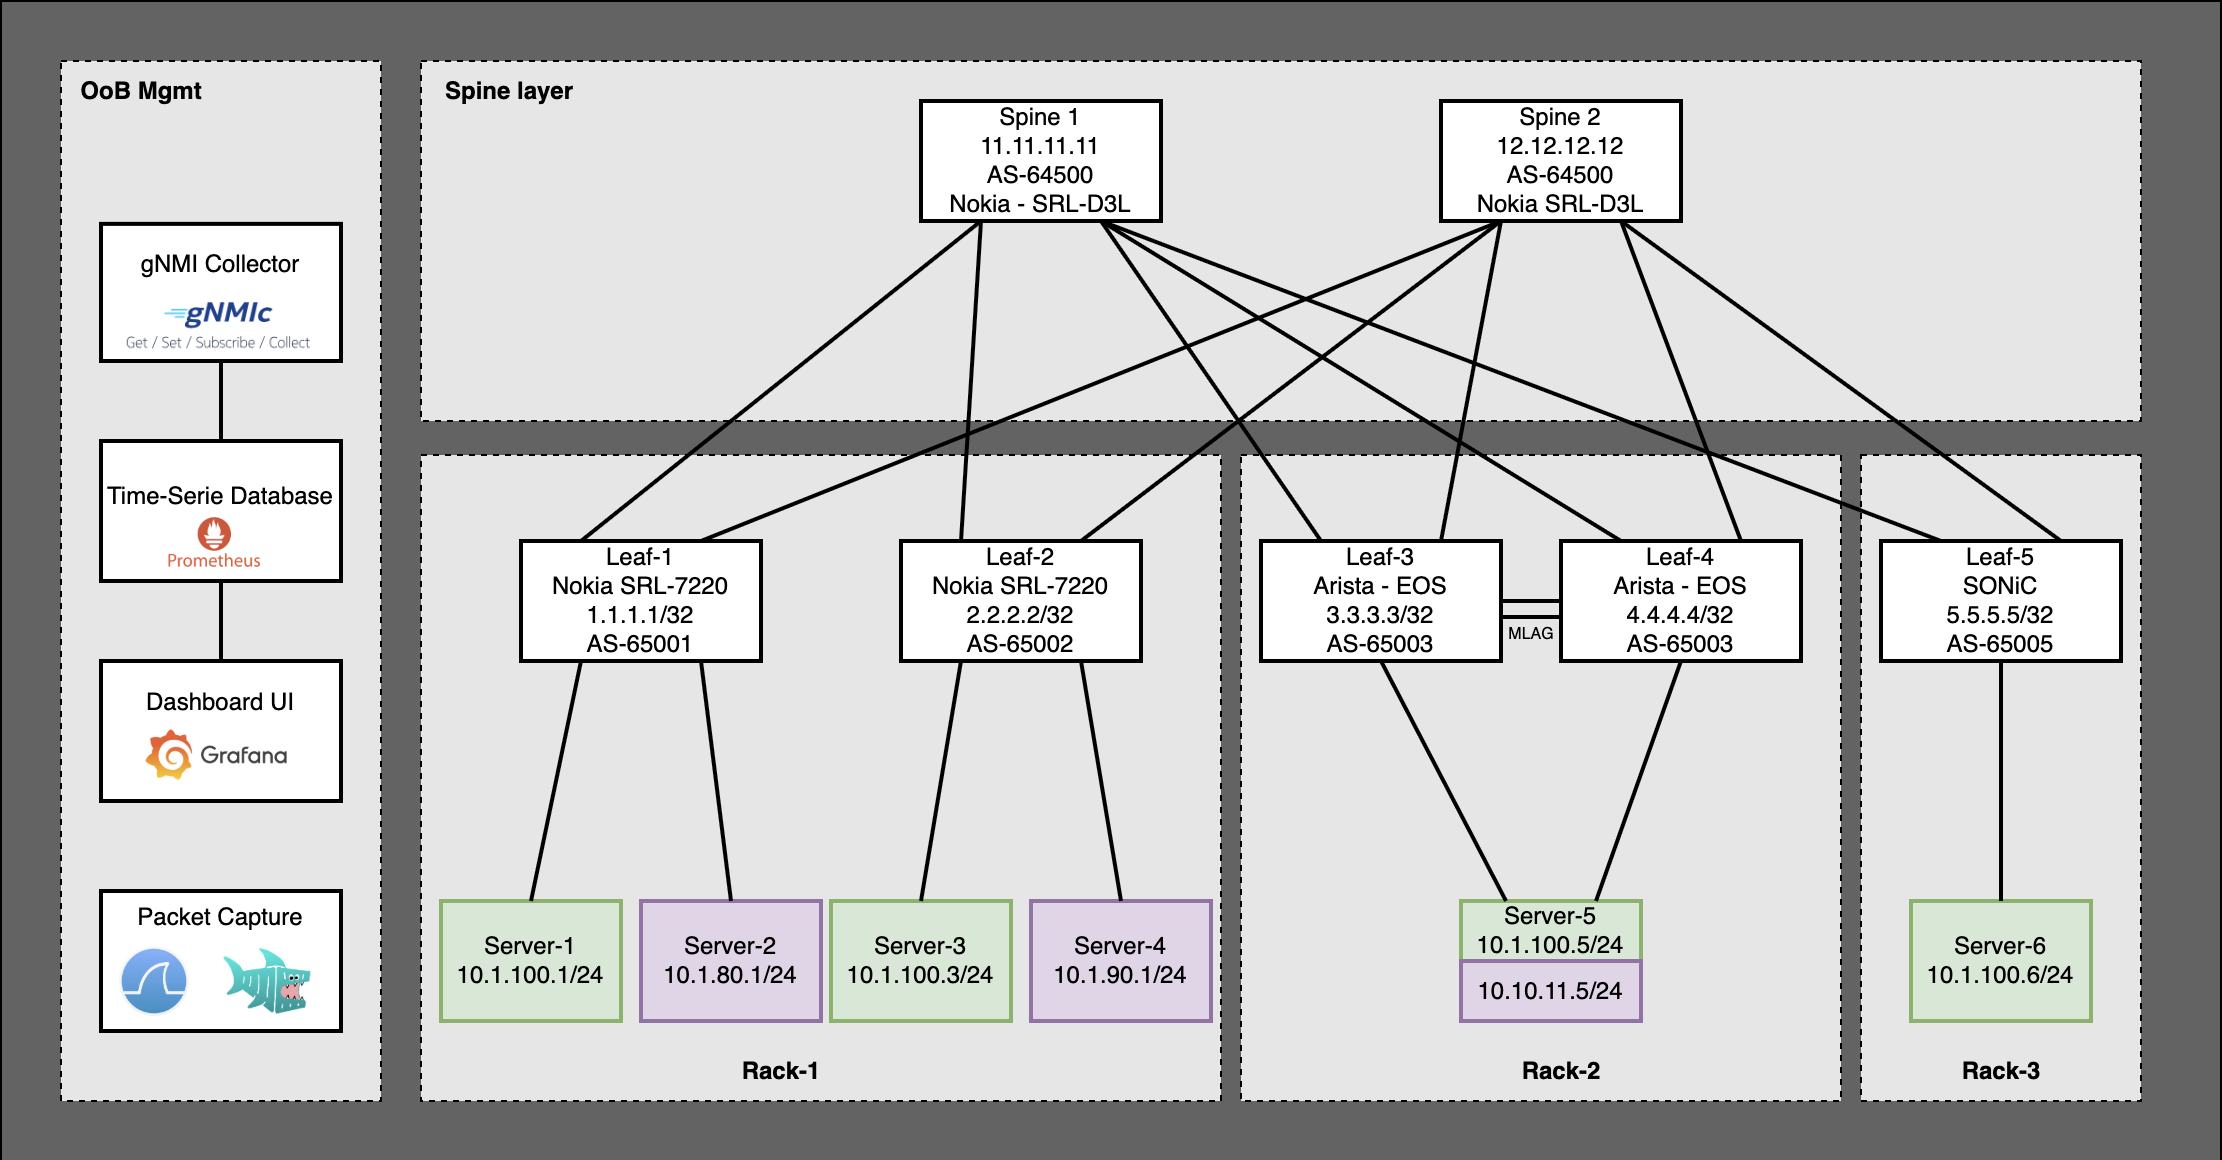 OoB Mgmt
gNMI Collector
gNMIc
Get / Set / Subscribe / Collect
Time-Serie Database
Prometheus
Dashboard UI
Grafana
Packet Capture
Spine layer
Spine 1
11.11.11.11
AS-64500
Nokia - SRL-D3L
Spine 2
12.12.12.12
AS-64500
Nokia SRL-D3L
Leaf-1
Nokia SRL-7220
1.1.1.1/32
AS-65001
Leaf-2
Nokia SRL-7220
2.2.2.2/32
AS-65002
Leaf-3
Arista - EOS
3.3.3.3/32
AS-65003
MLAG
Leaf-4
Arista - EOS
4.4.4.4/32
AS-65003
Leaf-5
SONiC
5.5.5.5/32
AS-65005
Server-1
10.1.100.1/24
Server-2
10.1.80.1/24
Server-3
10.1.100.3/24
Server-4
10.1.90.1/24
Server-5
10.1.100.5/24
10.10.11.5/24
Server-6
10.1.100.6/24
Rack-1
Rack-2
Rack-3